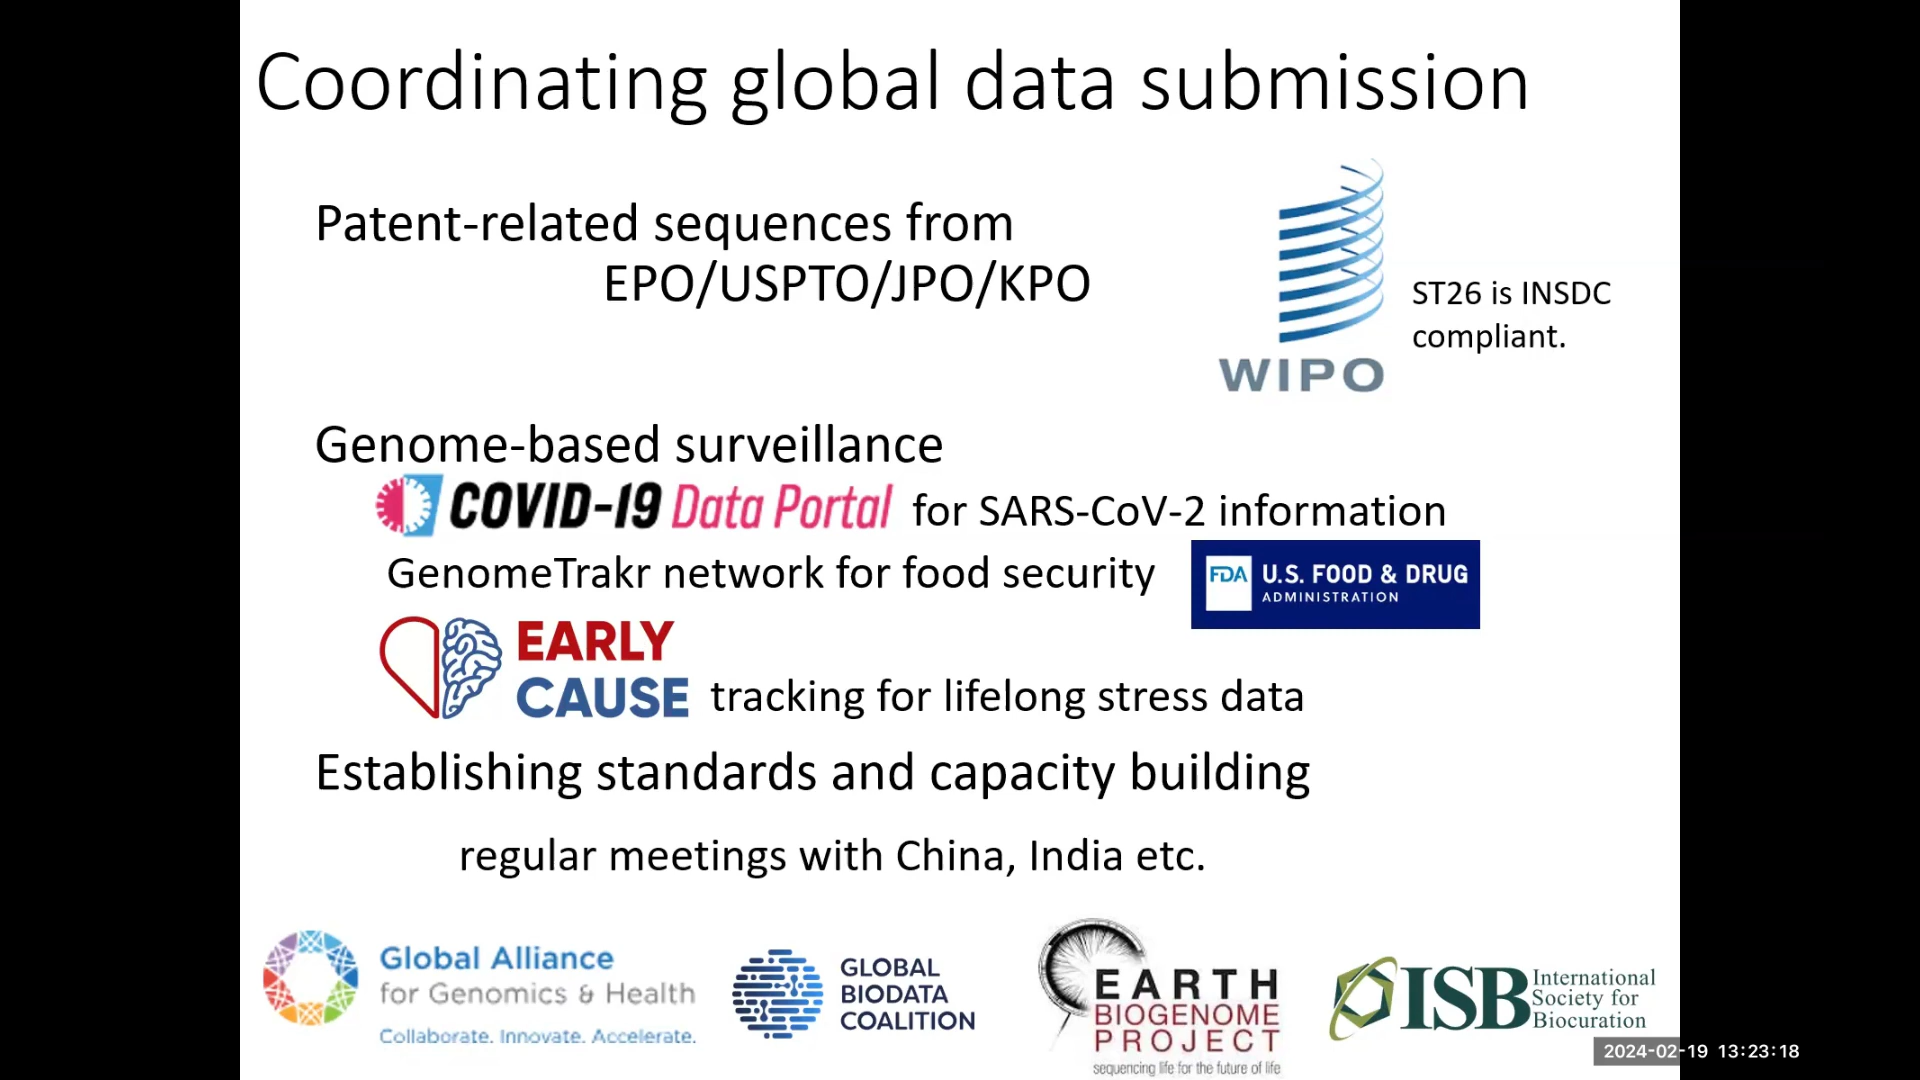 Coordinating global data submission
Patent-related sequences from
EPO/USPTO/JPO/KPO
WIPO
ST26 is INSDC
compliant.
Genome-based surveillance
COVID-19 Data Portal for SARS-CoV-2 information
GenomeTrakr network for food security
FDA U.S. FOOD & DRUG
ADMINISTRATION
EARLY
CAUSE tracking for lifelong stress data
Establishing standards and capacity building
regular meetings with China, India etc.
Global Alliance
for Genomics & Health
Collaborate. Innovate. Accelerate.
GLOBAL
BIODATA
COALITION
EARTH
BIOGENOME
PROJECT
sequencing life for the future of life
ISB International
Society for
Biocuration
2024-02-19 13:23:18